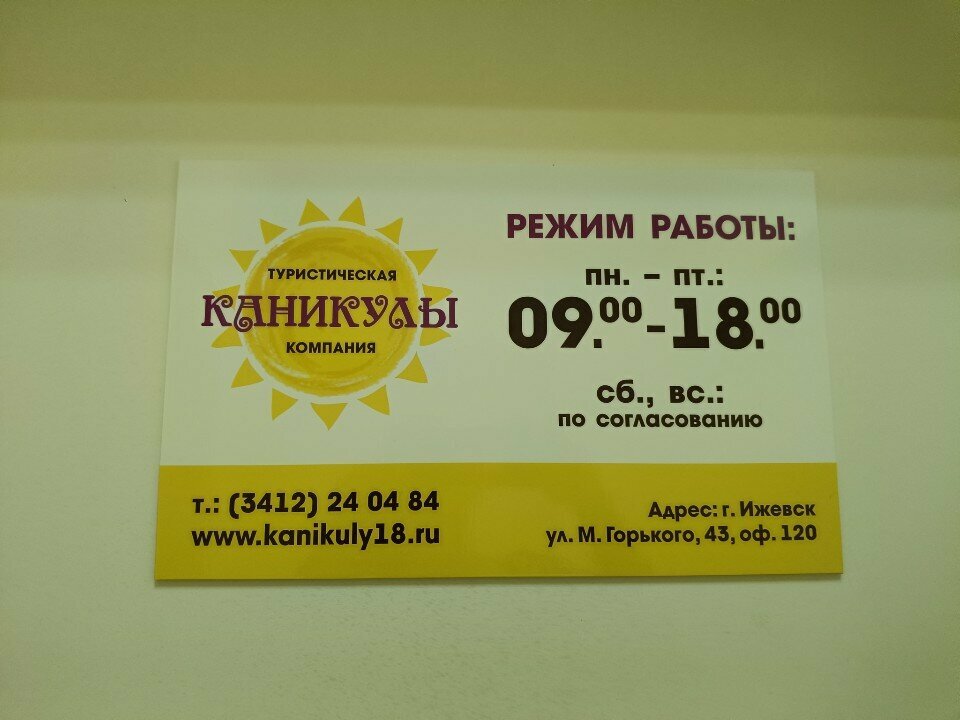 ТУРИСТИЧЕСКАЯ
КАНИКУЛЫ
КОМПАНИЯ
РЕЖИМ РАБОТЫ:
пн. – пт.:
09.00-18.00
сб., вс.:
по согласованию
т.: (3412) 24 04 84
www.kanikuly18.ru
Адрес: г. Ижевск
ул. М. Горького, 43, оф. 120